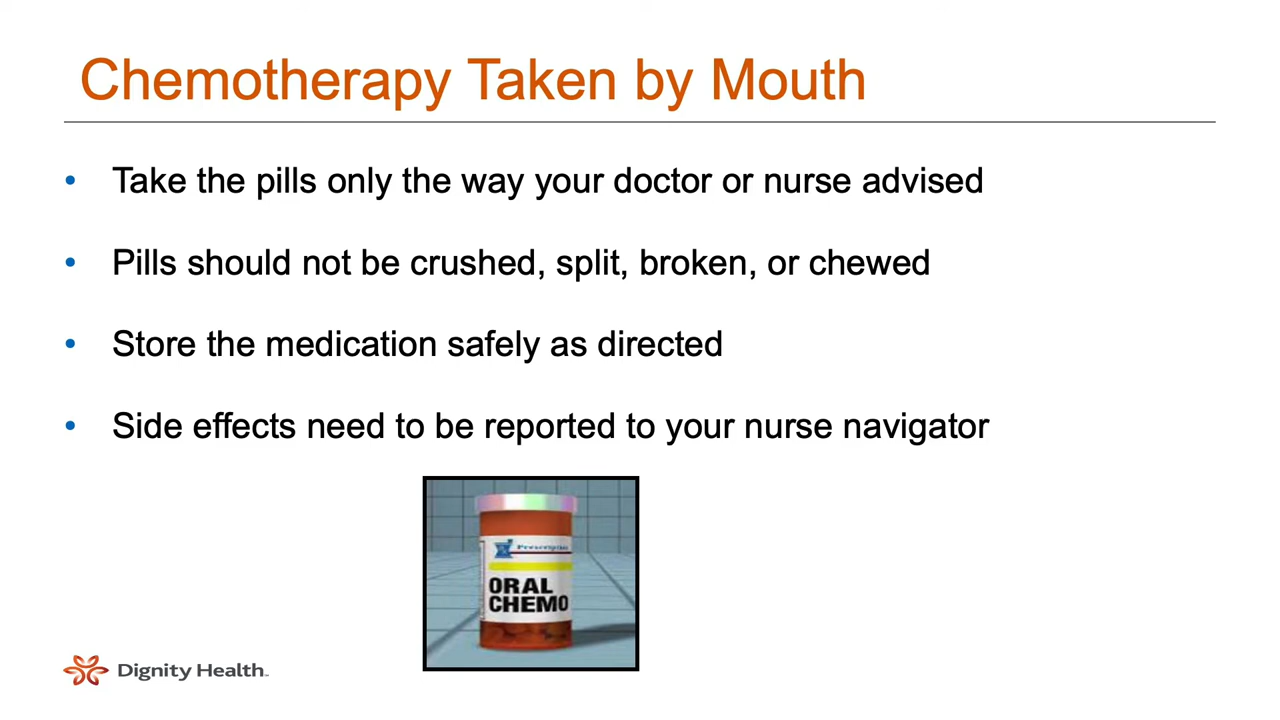 Chemotherapy Taken by Mouth
• Take the pills only the way your doctor or nurse advised
• Pills should not be crushed, split, broken, or chewed
• Store the medication safely as directed
• Side effects need to be reported to your nurse navigator
ORAL
CHEMO
Dignity Health